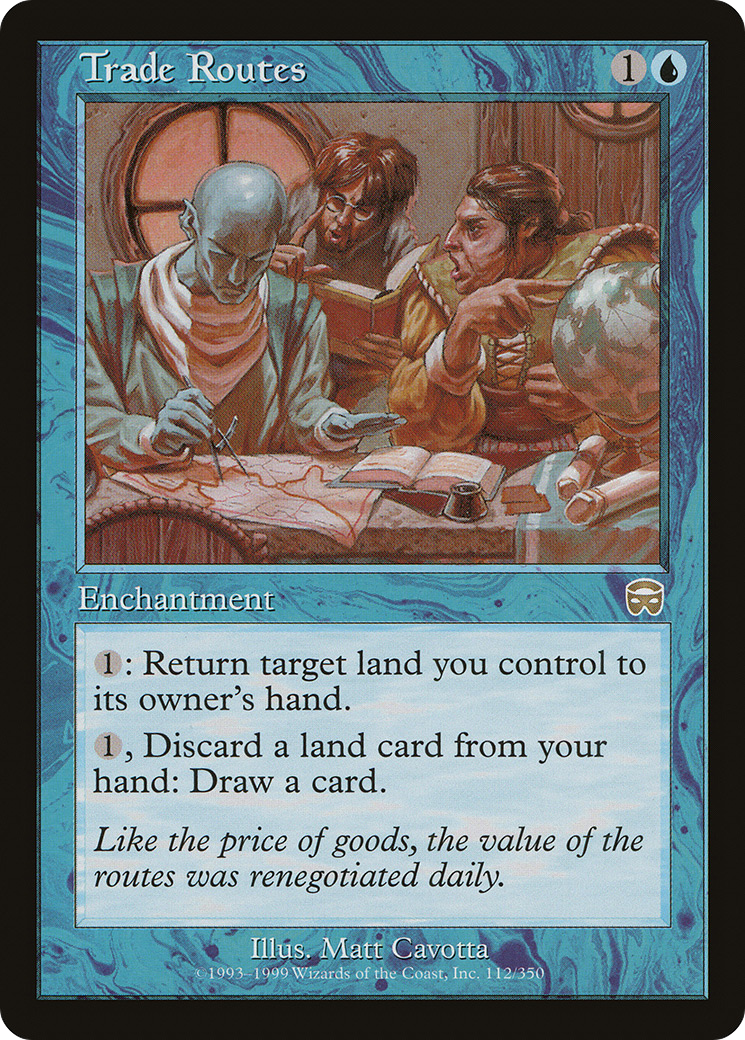 Trade Routes 1
Enchantment
1: Return target land you control to
its owner's hand.
1, Discard a land card from your
hand: Draw a card.
Like the price of goods, the value of the
routes was renegotiated daily.
Illus. Matt Cavotta
©1993–1999 Wizards of the Coast, Inc. 112/350